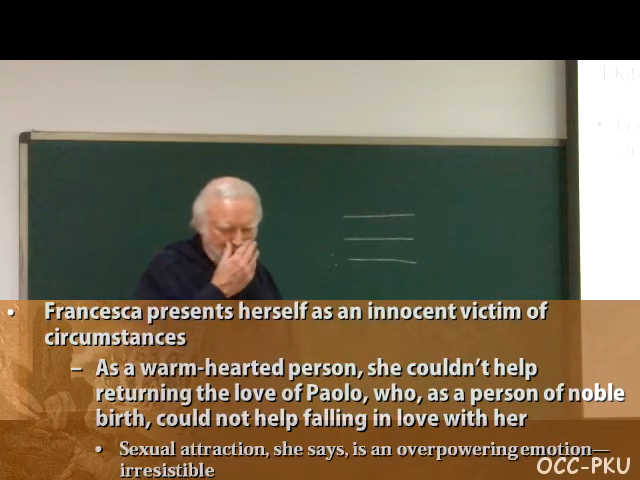 • Francesca presents herself as an innocent victim of
circumstances
– As a warm-hearted person, she couldn't help
returning the love of Paolo, who, as a person of noble
birth, could not help falling in love with her
• Sexual attraction, she says, is an overpowering emotion—
irresistible
OCC-PKU